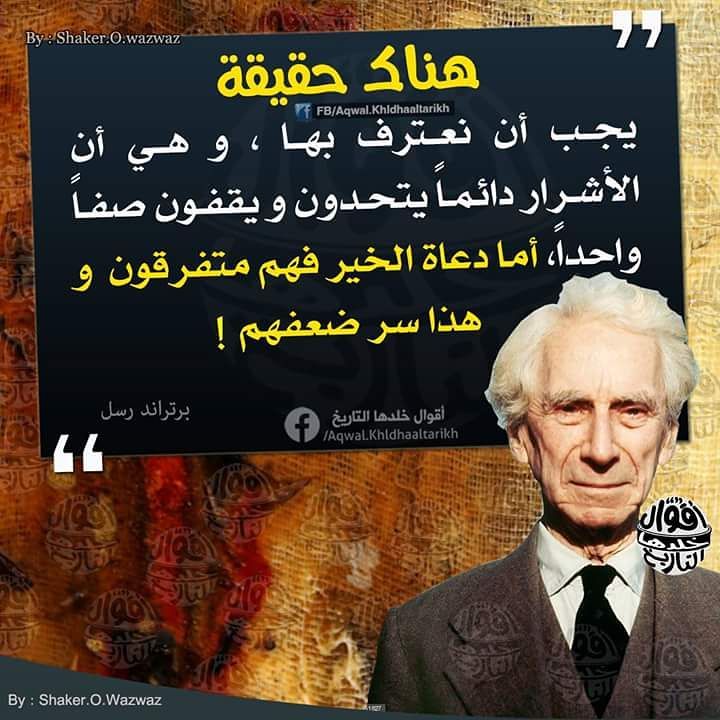 By : Shaker.O.wazwaz
هناك حقيقة
FB/Aqwal.Khldhaaltarikh
يجب أن نعترف بها ، و هي أن
الأشرار دائماً يتحدون و يقفون صفاً
واحداً، أما دعاة الخير فهم متفرقون و
هذا سر ضعفهم !
برتراند رسل
أقوال خلدها التاريخ
/Aqwal.Khldhaaltarikh
أقوال
خلدها
التاريخ
By : Shaker.O.Wazwaz